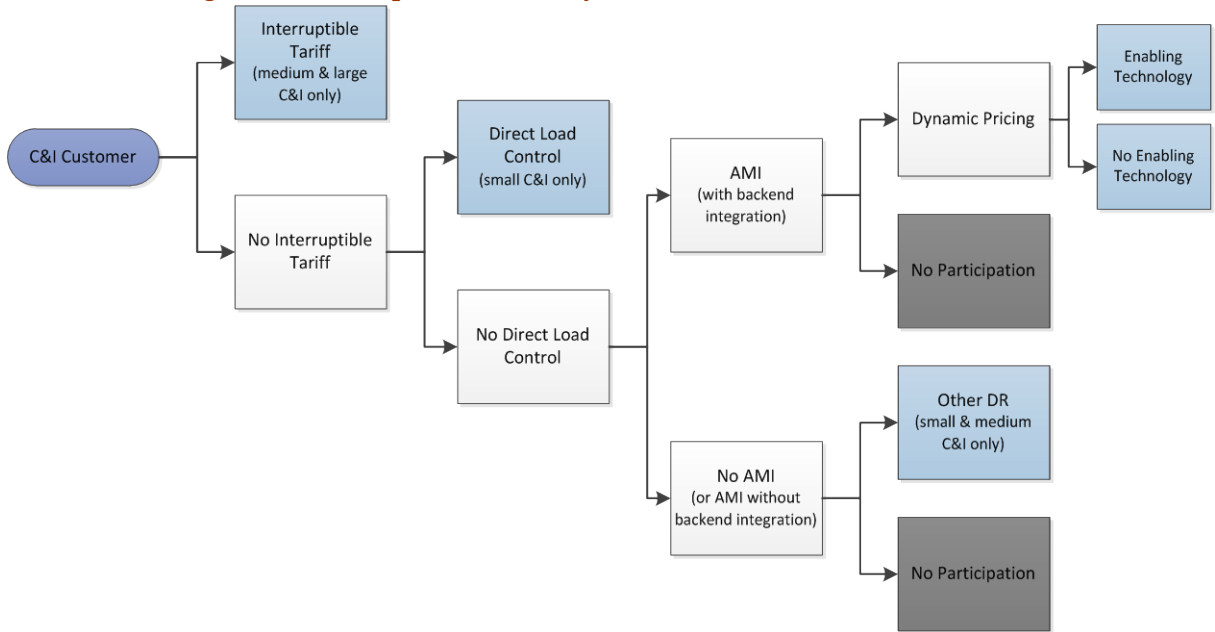 Interruptible
Tariff
(medium & large
C&I only)
C&I Customer
No Interruptible
Tariff
Direct Load
Control
(small C&I only)
No Direct Load
Control
AMI
(with backend
integration)
No AMI
(or AMI without
backend integration)
Dynamic Pricing
No Participation
Other DR
(small & medium
C&I only)
No Participation
Enabling
Technology
No Enabling
Technology